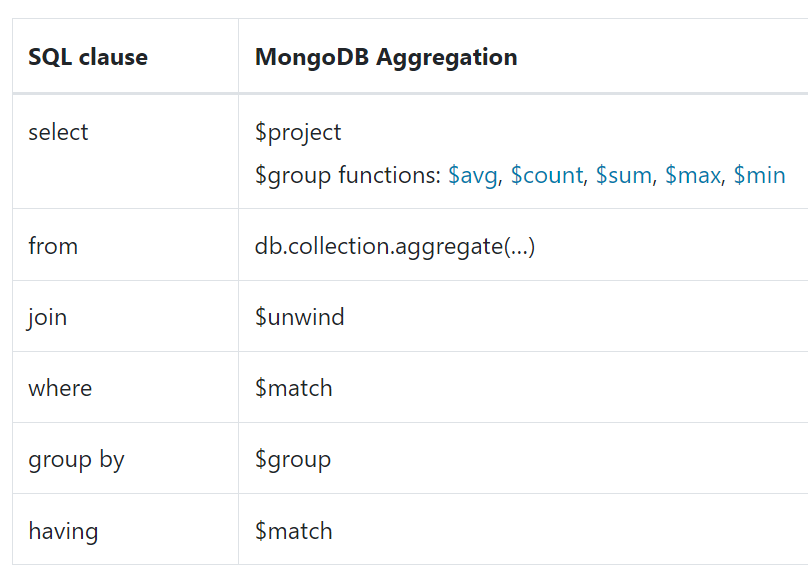 SQL clause MongoDB Aggregation
select $project
$group functions: $avg, $count, $sum, $max, $min
from db.collection.aggregate(...)
join $unwind
where $match
group by $group
having $match